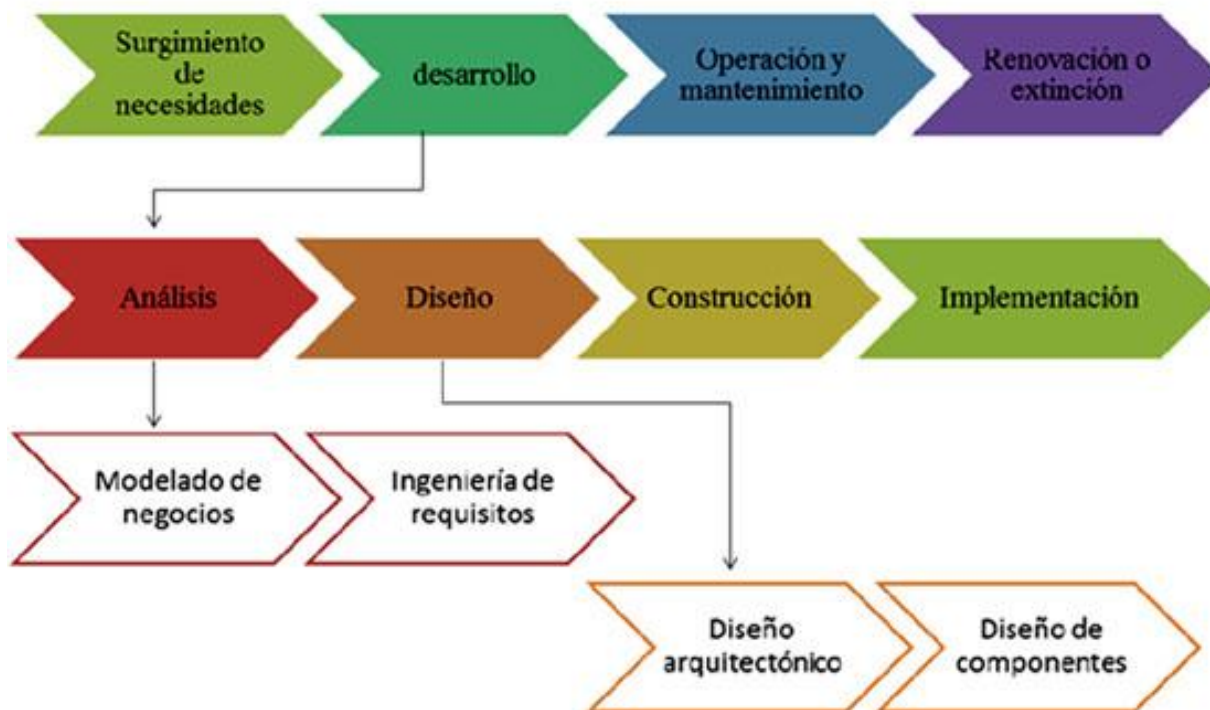 Surgimiento
de
necesidades
desarrollo
Operación y
mantenimiento
Renovación o
extinción
Análisis
Diseño
Construcción
Implementación
Modelado de
negocios
Ingeniería de
requisitos
Diseño
arquitectónico
Diseño de
componentes